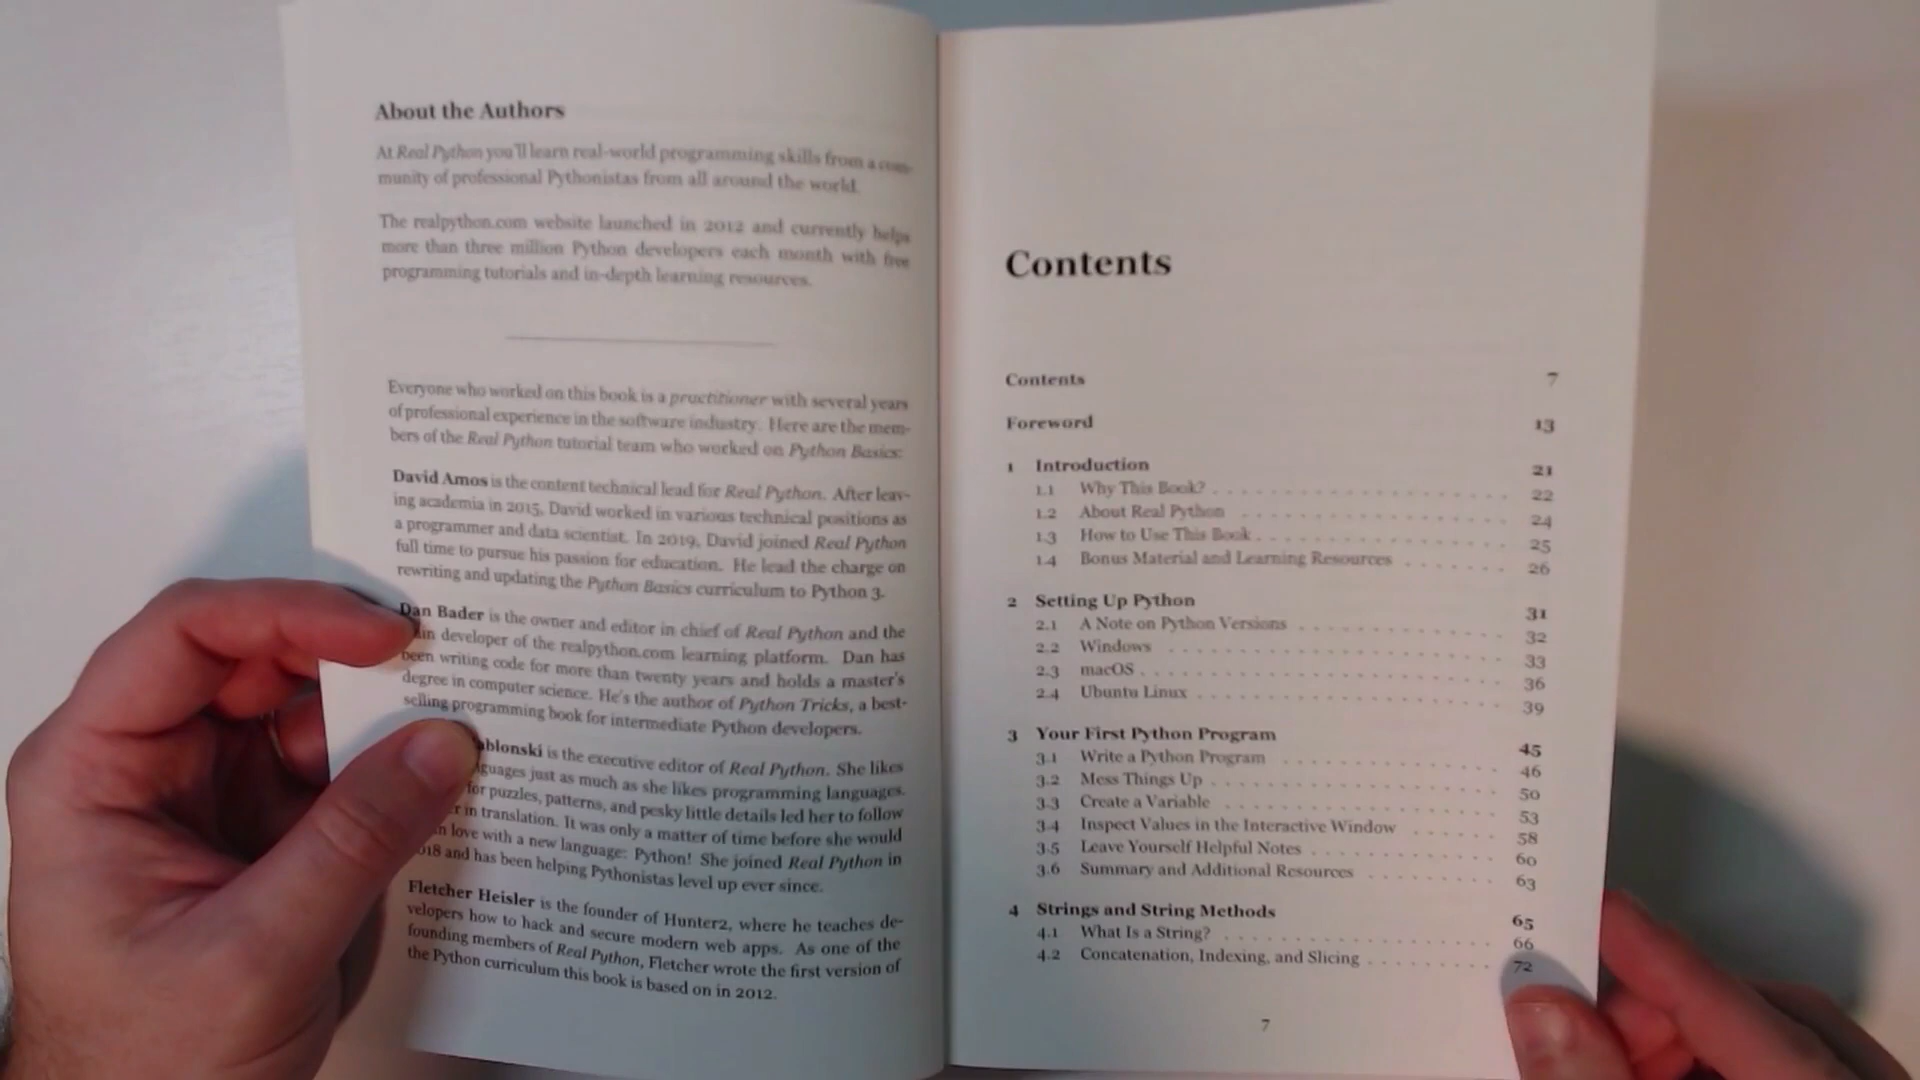 About the Authors
At Real Python you'll learn real-world programming skills from a com-
munity of professional Pythonistas from all around the world.
The realpython.com website launched in 2012 and currently helps
more than three million Python developers each month with free
programming tutorials and in-depth learning resources.
Everyone who worked on this book is a practitioner with several years
of professional experience in the software industry. Here are the mem-
bers of the Real Python tutorial team who worked on Python Basics:
David Amos is the content technical lead for Real Python. After leav-
ing academia in 2015, David worked in various technical positions as
a programmer and data scientist. In 2019, David joined Real Python
full time to pursue his passion for education. He lead the charge on
rewriting and updating the Python Basics curriculum to Python 3.
Dan Bader is the owner and editor in chief of Real Python and the
developer of the realpython.com learning platform. Dan has
been writing code for more than twenty years and holds a master's
degree in computer science. He's the author of Python Tricks, a best-
selling programming book for intermediate Python developers.
is the executive editor of Real Python. She likes
just as much as she likes programming languages.
for puzzles, patterns, and pesky little details led her to follow
in translation. It was only a matter of time before she would
love with a new language: Python! She joined Real Python in
and has been helping Pythonistas level up ever since.
Fletcher Heisler is the founder of Hunter2, where he teaches de-
velopers how to hack and secure modern web apps. As one of the
founding members of Real Python, Fletcher wrote the first version of
the Python curriculum this book is based on in 2012.
Contents
Contents 7
Foreword 13
1 Introduction 21
1.1 Why This Book? 22
1.2 About Real Python 24
1.3 How to Use This Book 25
1.4 Bonus Material and Learning Resources 26
2 Setting Up Python 31
2.1 A Note on Python Versions 32
2.2 Windows 33
2.3 macOS 36
2.4 Ubuntu Linux 39
3 Your First Python Program 45
3.1 Write a Python Program 46
3.2 Mess Things Up 50
3.3 Create a Variable 53
3.4 Inspect Values in the Interactive Window 58
3.5 Leave Yourself Helpful Notes 60
3.6 Summary and Additional Resources 63
4 Strings and String Methods 65
4.1 What Is a String? 66
4.2 Concatenation, Indexing, and Slicing 72
7